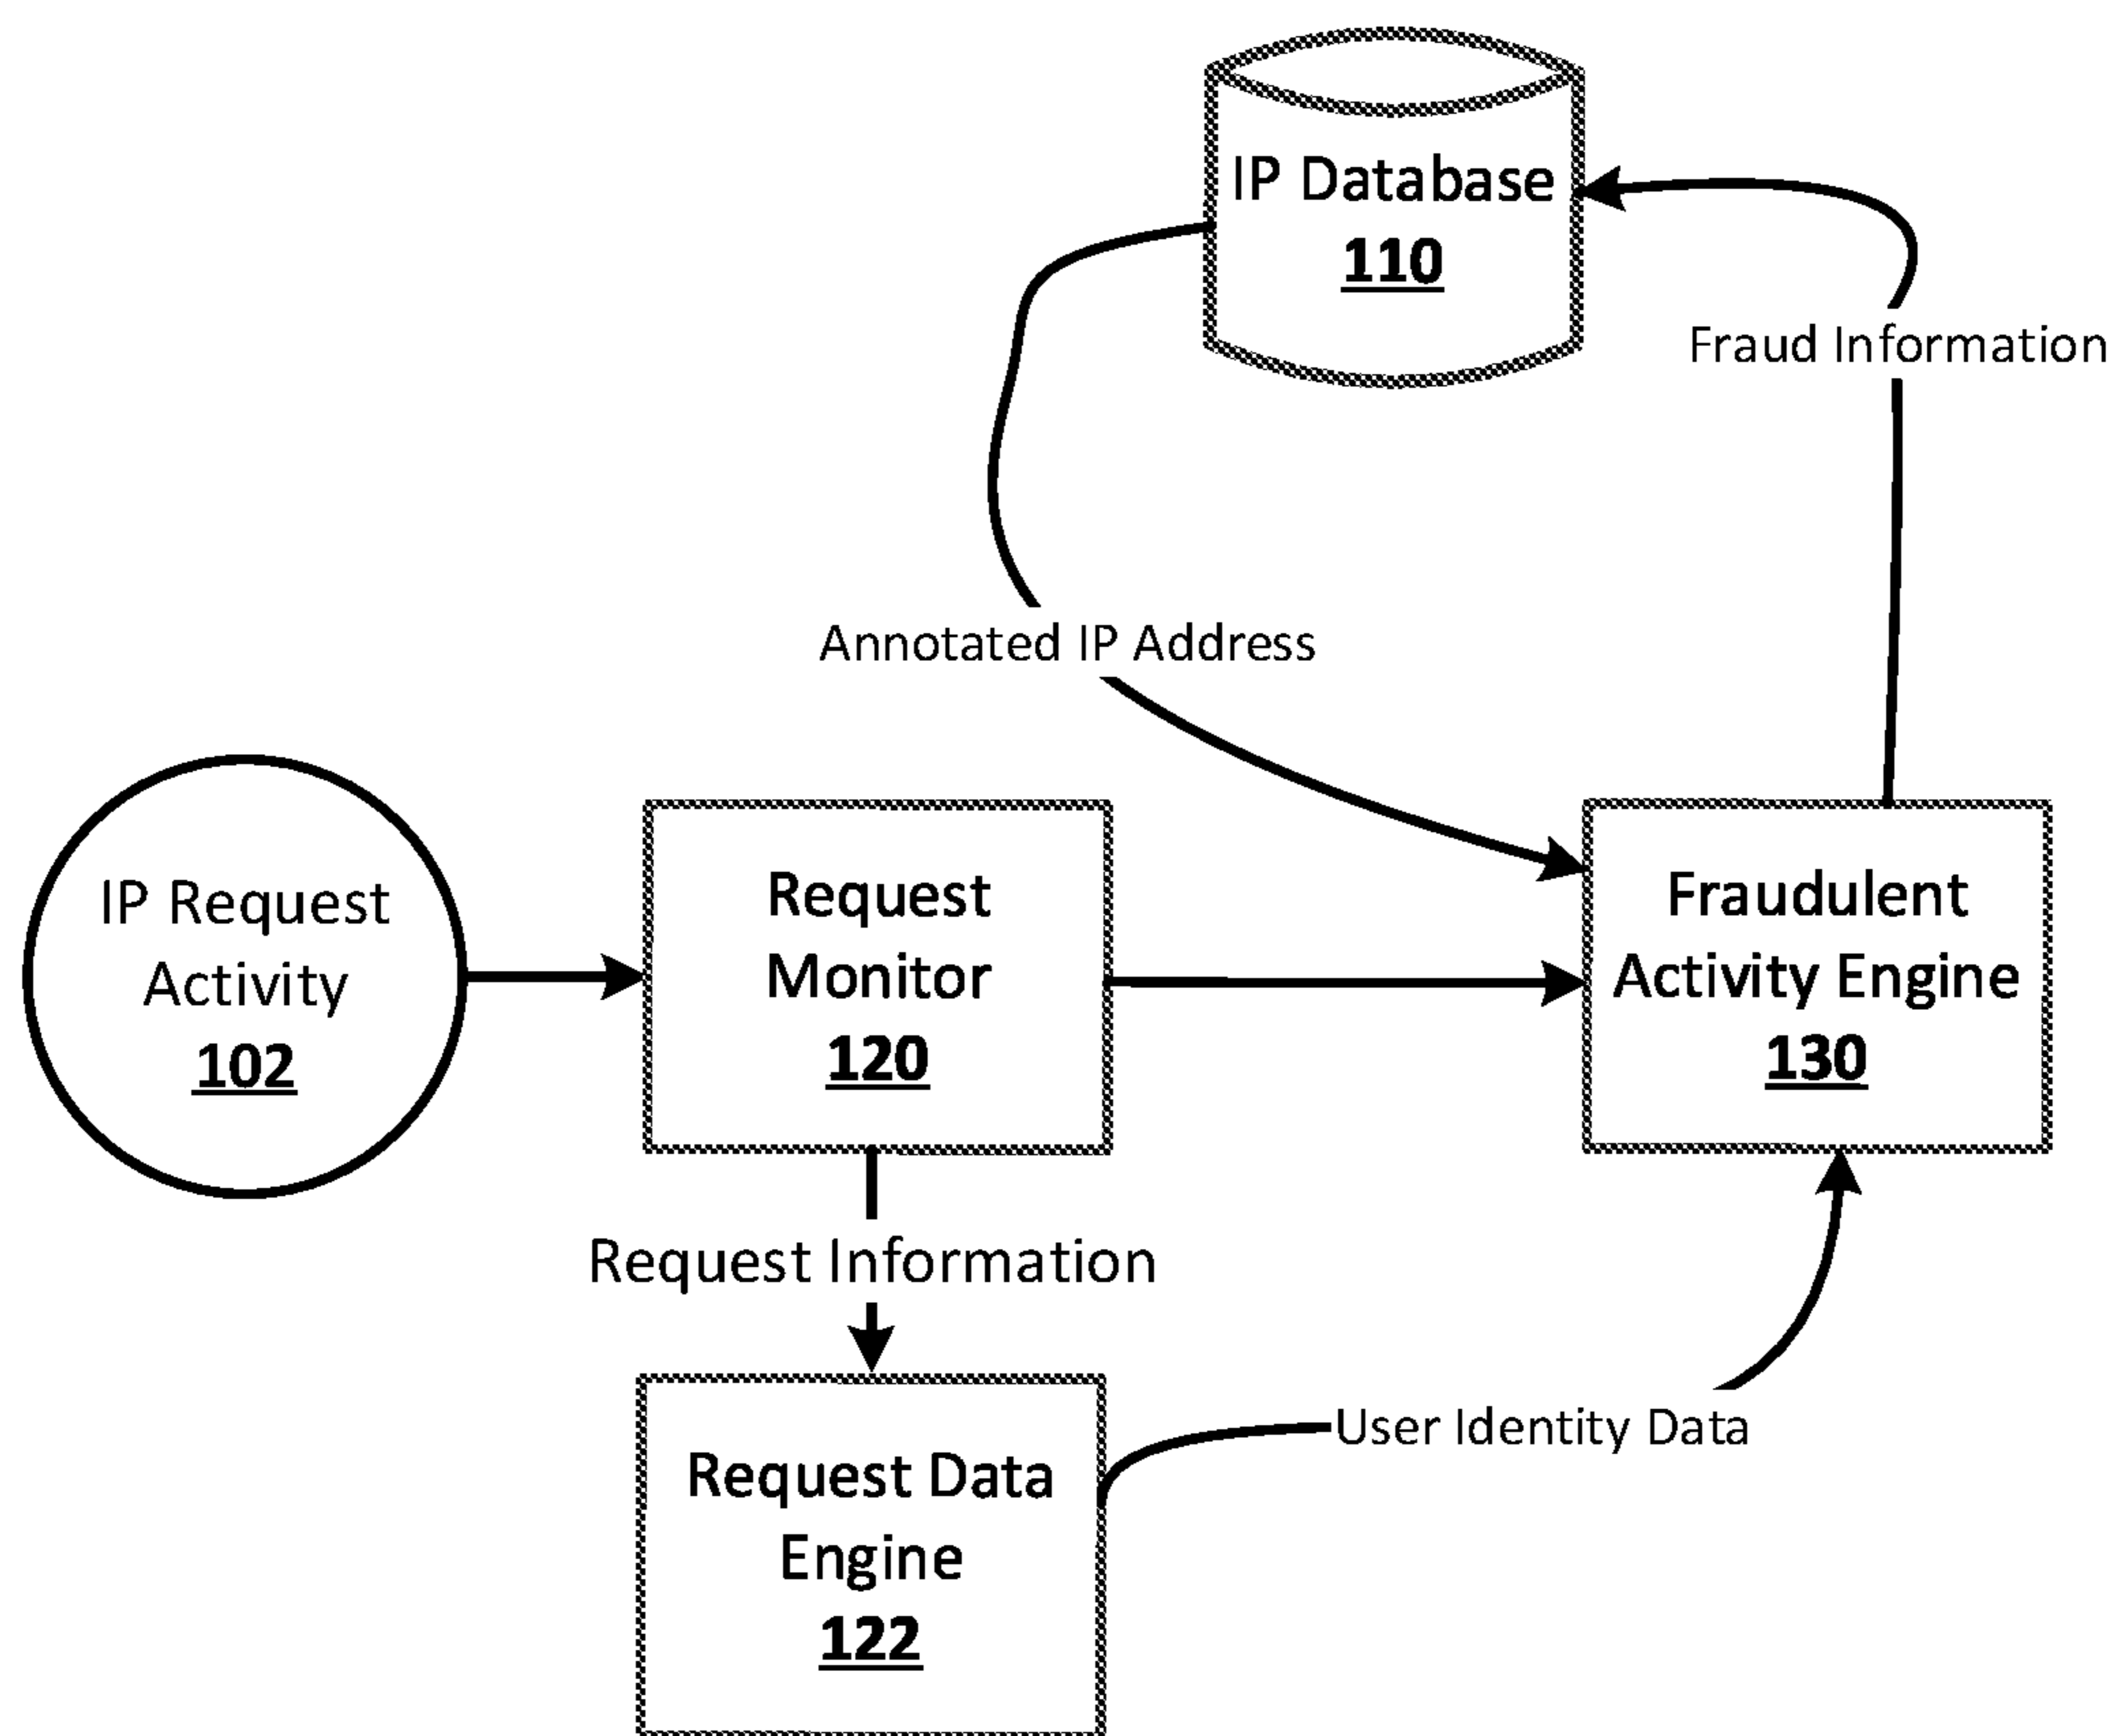 IP Database
110
Fraud Information
Annotated IP Address
IP Request
Activity
102
Request
Monitor
120
Fraudulent
Activity Engine
130
Request Information
User Identity Data
Request Data
Engine
122